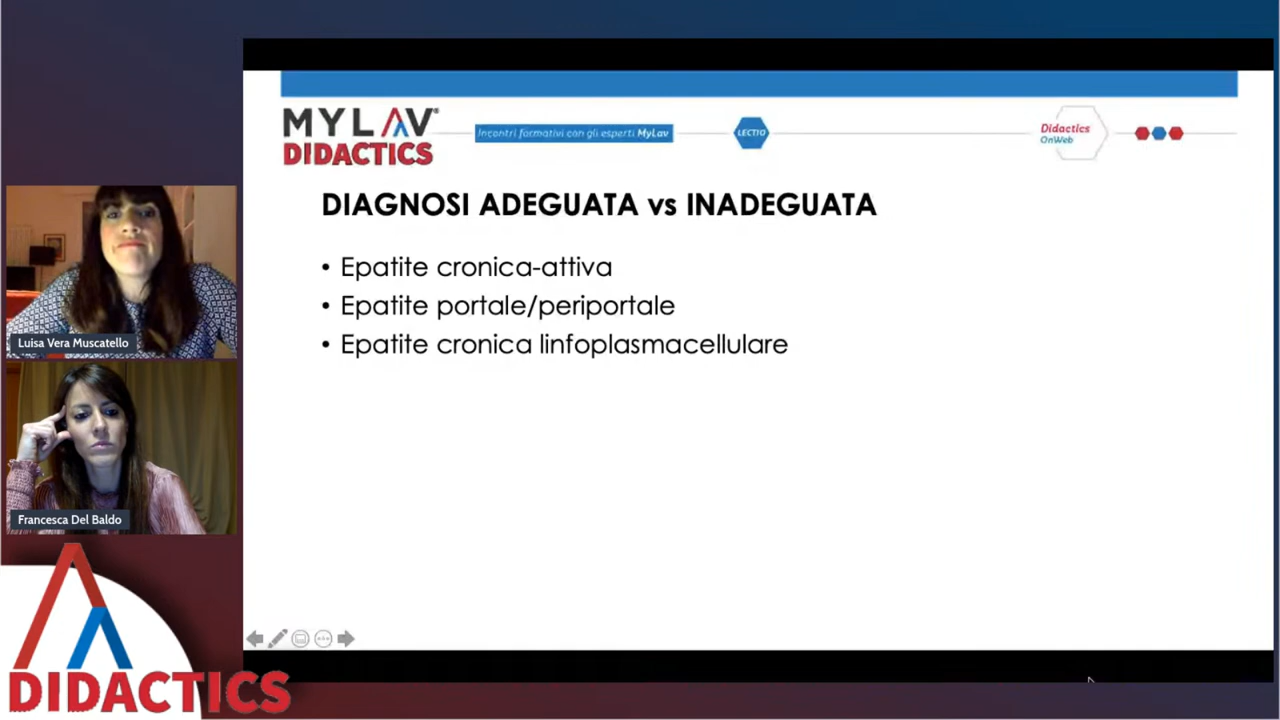 MYLAV®
DIDACTICS
Incontri formativi con gli esperti MyLav
LECTIO
Didactics
OnWeb
DIAGNOSI ADEGUATA vs INADEGUATA
• Epatite cronica-attiva
• Epatite portale/periportale
• Epatite cronica linfoplasmacellulare
Luisa Vera Muscatello
Francesca Del Baldo
DIDACTICS